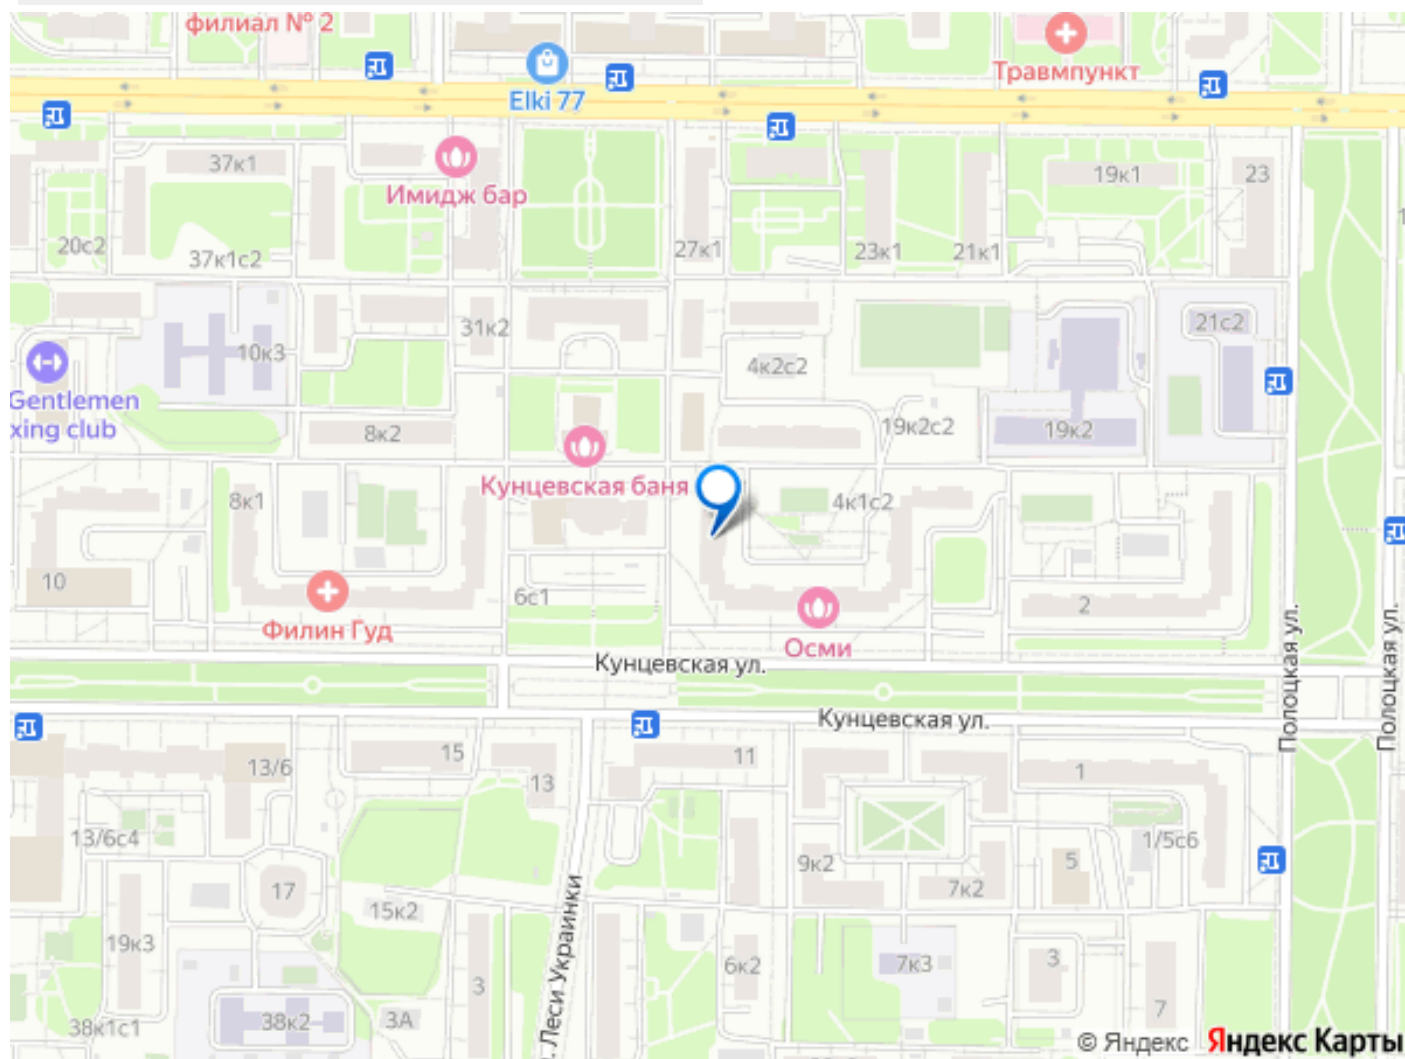 филиал № 2
Травмпункт
Elki 77
37к1
19к1
23
Имидж бар
20с2
37к1с2
27к1
23к1
21к1
31к2
21с2
10к3
4к2с2
Gentlemen
xing club
8к2
19к2с2
19к2
Кунцевская баня
8к1
4к1с2
10
6с1
2
Филин Гуд
Осми
Кунцевская ул.
Полоцкая ул.
Полоцкая ул.
Кунцевская ул.
13/6
15
13
11
1
13/6с4
1/5с6
9к2
5
7к2
17
15к2
19к3
Леси Украинки
6к2
7к3
3
3
7
38к1с1
38к2
3А
© Яндекс Яндекс Карты